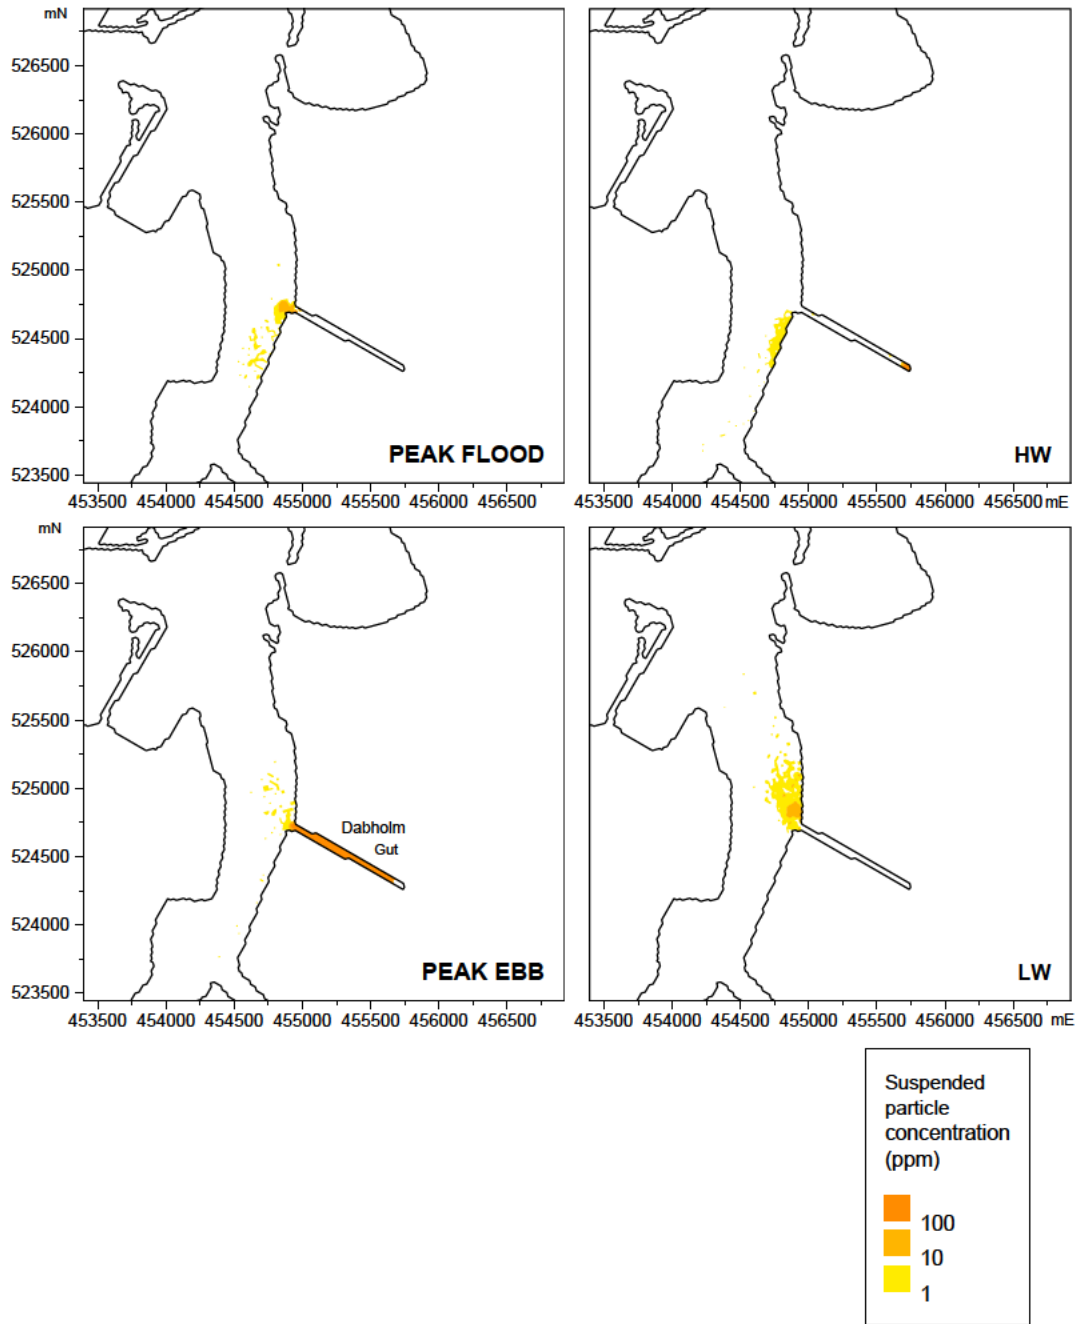 mN
526500
526000
525500
525000
524500
524000
523500
PEAK FLOOD
HW
453500 454000 454500 455000 455500 456000 456500
453500 454000 454500 455000 455500 456000 456500 mE
mN
526500
526000
525500
525000
524500
524000
523500
Dabholm
Gut
PEAK EBB
LW
453500 454000 454500 455000 455500 456000 456500
453500 454000 454500 455000 455500 456000 456500 mE
Suspended
particle
concentration
(ppm)
100
10
1